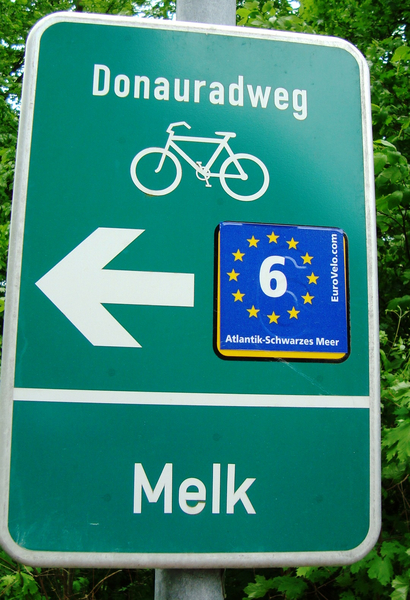 Donauradweg
6
EuroVelo.com
Atlantik-Schwarzes Meer
Melk